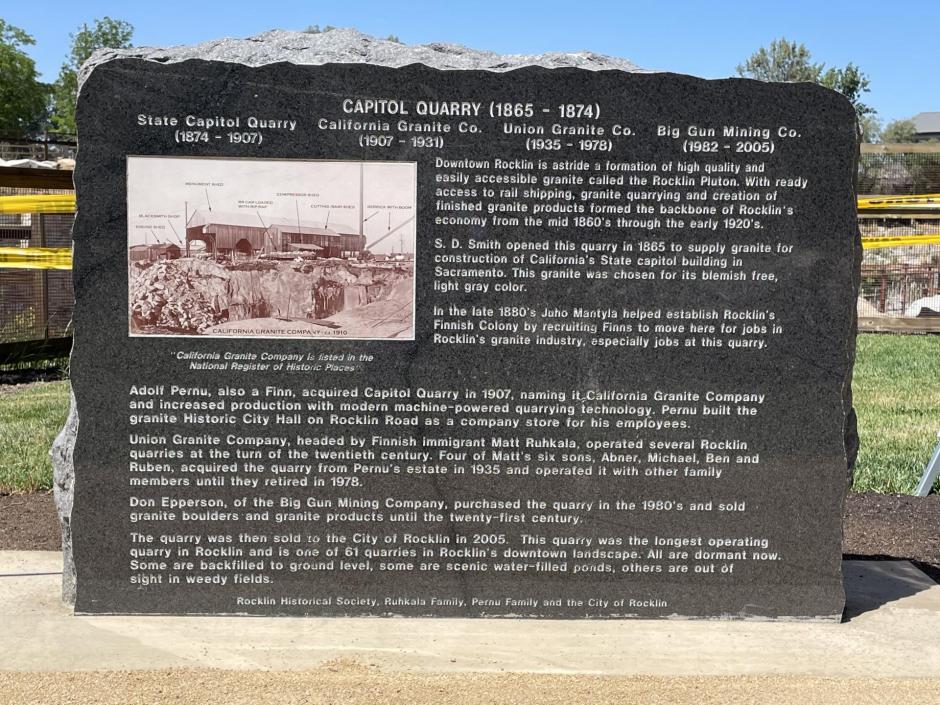 CAPITOL QUARRY (1865 - 1874)
State Capitol Quarry California Granite Co. Union Granite Co. Big Gun Mining Co.
(1874 - 1907) (1907 - 1931) (1935 - 1978) (1982 - 2005)
Downtown Rocklin is astride a formation of high quality and
easily accessible granite called the Rocklin Pluton. With ready
access to rail shipping, granite quarrying and creation of
finished granite products formed the backbone of Rocklin's
economy from the mid 1860's through the early 1920's.
S. D. Smith opened this quarry in 1865 to supply granite for
construction of California's State capitol building in
Sacramento. This granite was chosen for its blemish free,
light gray color.
In the late 1880's Juho Mantyla helped establish Rocklin's
Finnish Colony by recruiting Finns to move here for jobs in
Rocklin's granite industry, especially jobs at this quarry.
MONUMENT SHED
COMPRESSOR SHED
RR CAR LOADED
WITH RIP RAP
CUTTING /SAW SHED
DERRICK WITH BOOM
BLACKSMITH SHOP
ENGINE SHED
CALIFORNIA GRANITE COMPANY - ca. 1910
"California Granite Company is listed in the
National Register of Historic Places"
Adolf Pernu, also a Finn, acquired Capitol Quarry in 1907, naming it California Granite Company
and increased production with modern machine-powered quarrying technology. Pernu built the
granite Historic City Hall on Rocklin Road as a company store for his employees.
Union Granite Company, headed by Finnish immigrant Matt Ruhkala, operated several Rocklin
quarries at the turn of the twentieth century. Four of Matt's six sons, Abner, Michael, Ben and
Ruben, acquired the quarry from Pernu's estate in 1935 and operated it with other family
members until they retired in 1978.
Don Epperson, of the Big Gun Mining Company, purchased the quarry in the 1980's and sold
granite boulders and granite products until the twenty-first century.
The quarry was then sold to the City of Rocklin in 2005. This quarry was the longest operating
quarry in Rocklin and is one of 61 quarries in Rocklin's downtown landscape. All are dormant now.
Some are backfilled to ground level, some are scenic water-filled ponds, others are out of
sight in weedy fields.
Rocklin Historical Society, Ruhkala Family, Pernu Family and the City of Rocklin